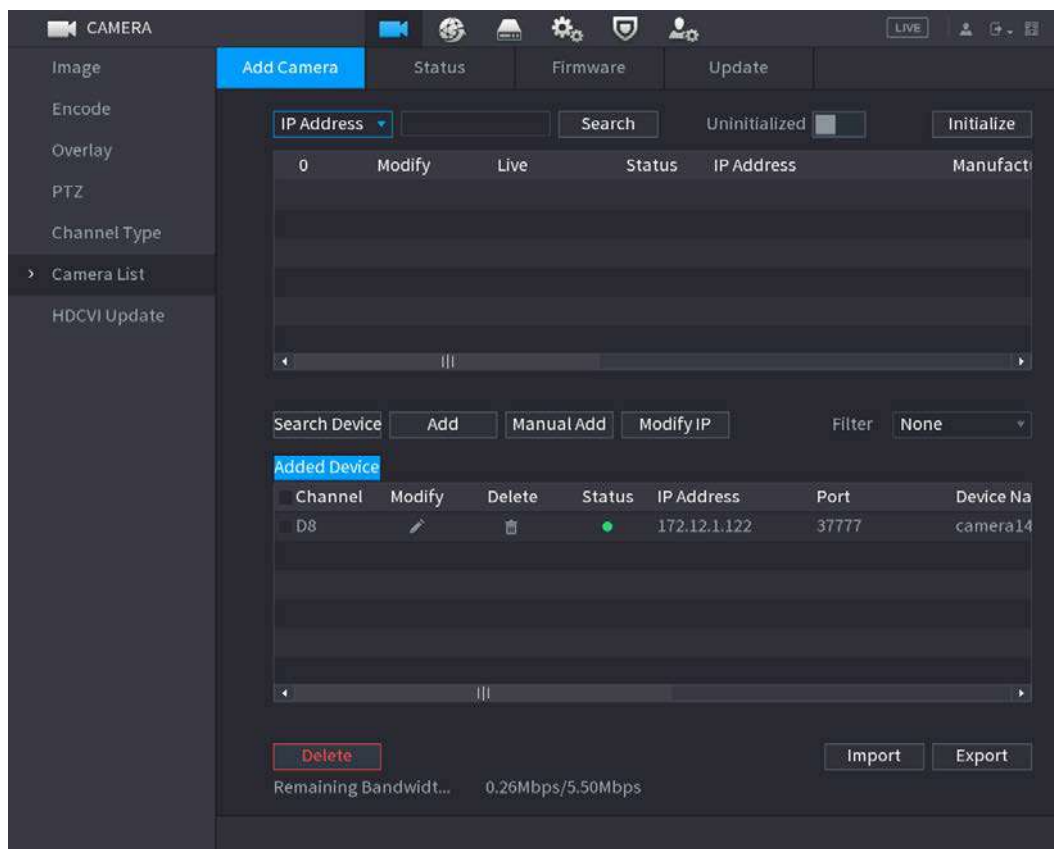 CAMERA
LIVE
Image
Encode
Overlay
PTZ
Channel Type
Camera List
HDCVI Update
Add Camera Status Firmware Update
IP Address Search Uninitialized Initialize
0 Modify Live Status IP Address Manufact
Search Device Add Manual Add Modify IP Filter None
Added Device
Channel Modify Delete Status IP Address Port Device Na
D8 172.12.1.122 37777 camera14
Delete Import Export
Remaining Bandwidt... 0.26Mbps/5.50Mbps